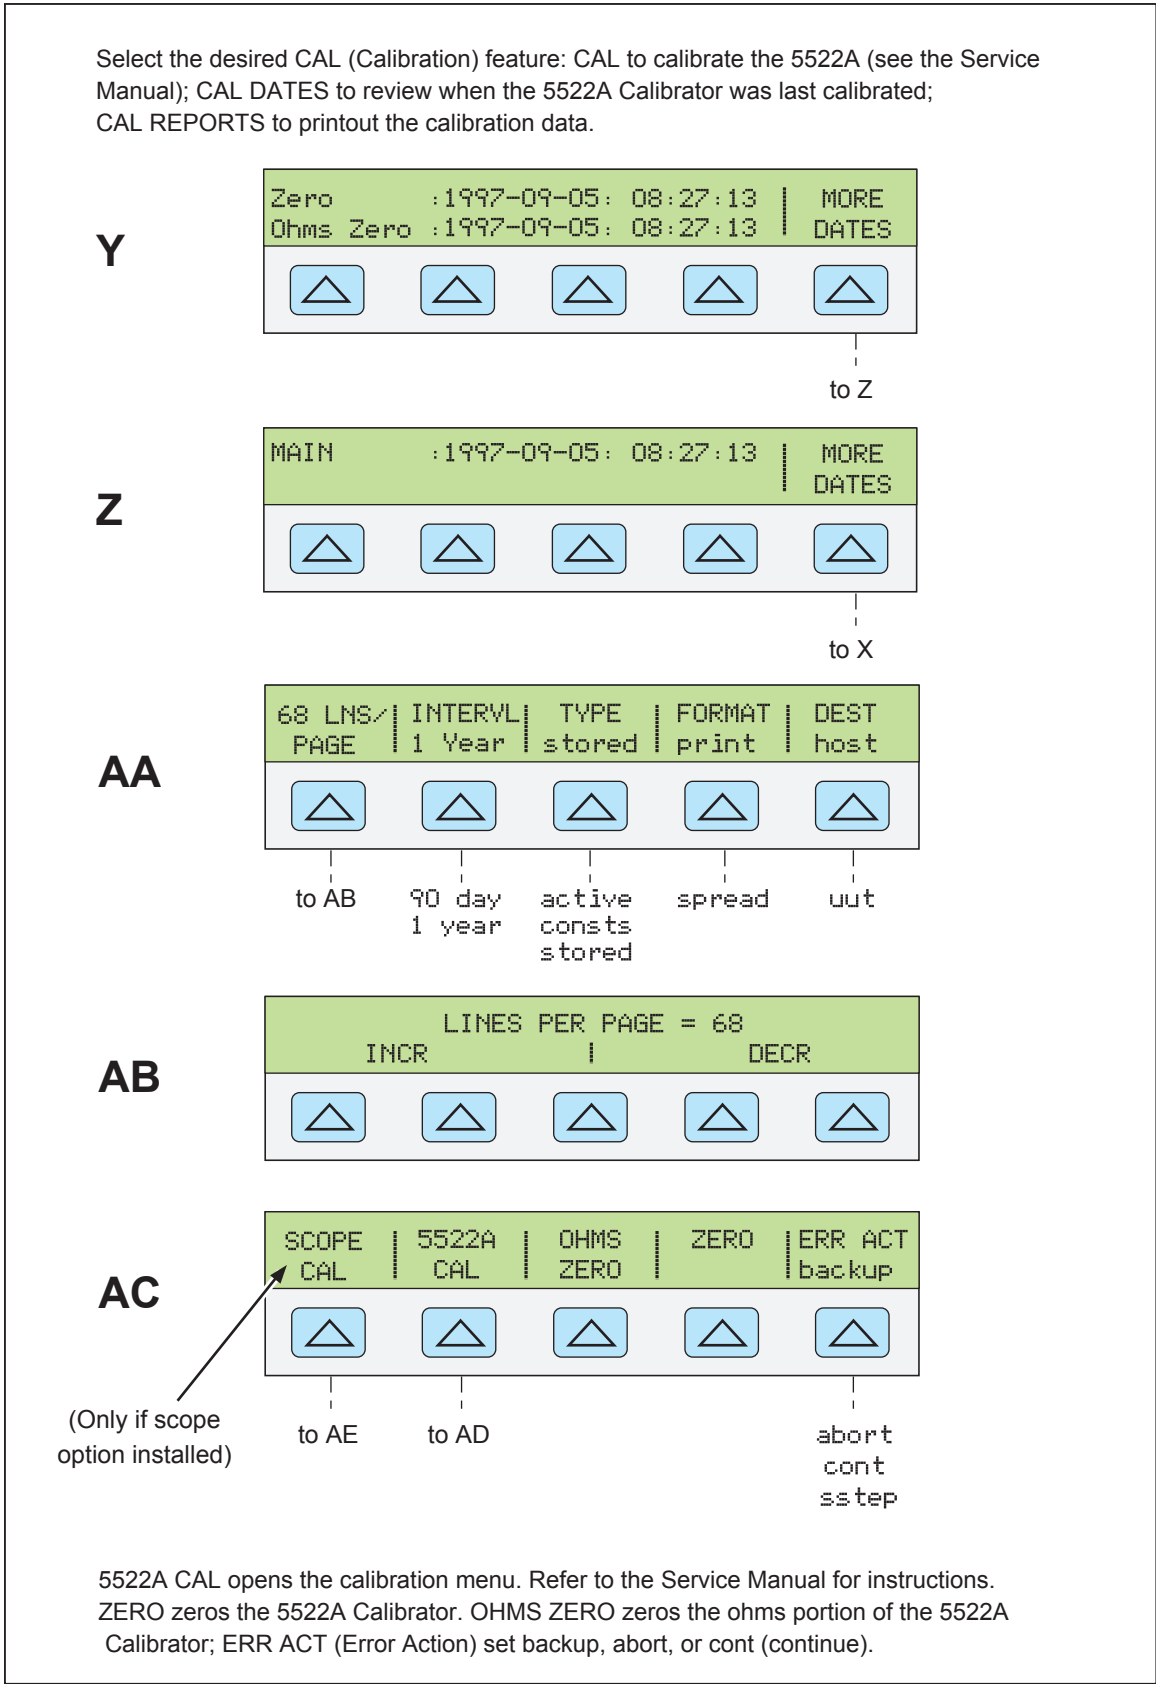 Select the desired CAL (Calibration) feature: CAL to calibrate the 5522A (see the Service
Manual); CAL DATES to review when the 5522A Calibrator was last calibrated;
CAL REPORTS to printout the calibration data.
Y
Zero :1997-09-05: 08:27:13 | MORE
Ohms Zero :1997-09-05: 08:27:13 | DATES
to Z
Z
MAIN :1997-09-05: 08:27:13 | MORE
DATES
to X
AA
68 LNS/ | INTERVL | TYPE | FORMAT | DEST
PAGE | 1 Year | stored | print | host
to AB 90 day active spread uut
1 year consts
stored
AB
LINES PER PAGE = 68
INCR | DECR
AC
SCOPE | 5522A | OHMS | ZERO | ERR ACT
CAL | CAL | ZERO | | backup
(Only if scope
option installed)
to AE to AD abort
cont
sstep
5522A CAL opens the calibration menu. Refer to the Service Manual for instructions.
ZERO zeros the 5522A Calibrator. OHMS ZERO zeros the ohms portion of the 5522A
Calibrator; ERR ACT (Error Action) set backup, abort, or cont (continue).